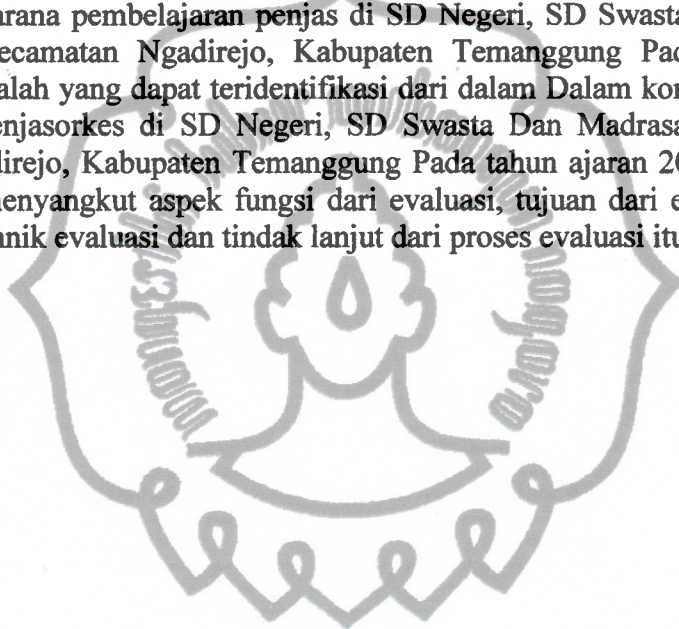 arana pembelajaran penjas di SD Negeri, SD Swasta
ecamatan Ngadirejo, Kabupaten Temanggung Pad
alah yang dapat teridentifikasi dari dalam Dalam kor
enjasorkes di SD Negeri, SD Swasta Dan Madrasa
lirejo, Kabupaten Temanggung Pada tahun ajaran 20
nenyangkut aspek fungsi dari evaluasi, tujuan dari e
nik evaluasi dan tindak lanjut dari proses evaluasi itu